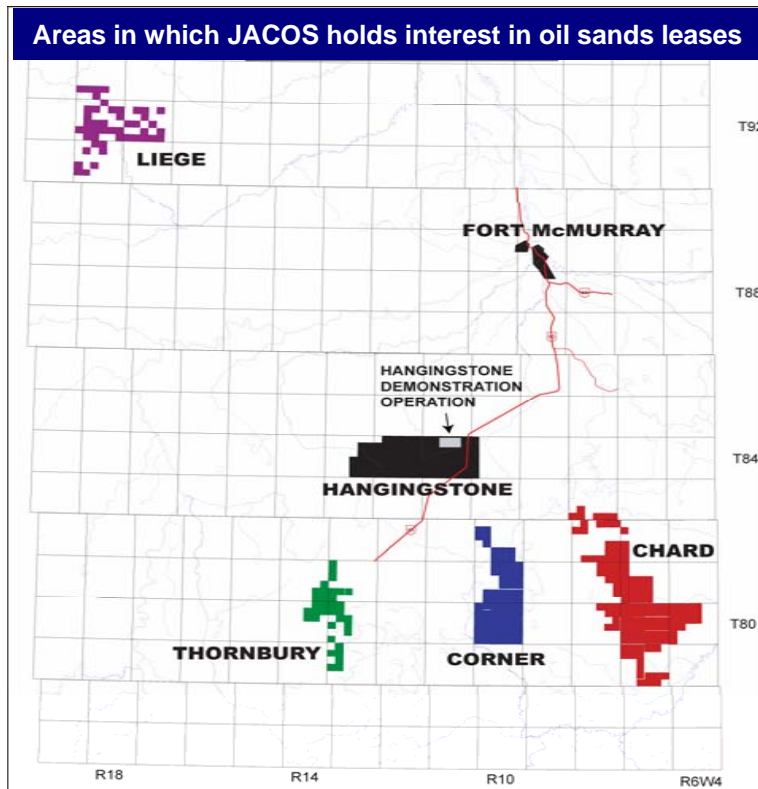 Areas in which JACOS holds interest in oil sands leases
T92
LIEGE
FORT McMURRAY
T88
HANGINGSTONE
DEMONSTRATION
OPERATION
T84
HANGINGSTONE
CHARD
T80
THORNBURY
CORNER
R18
R14
R10
R6W4